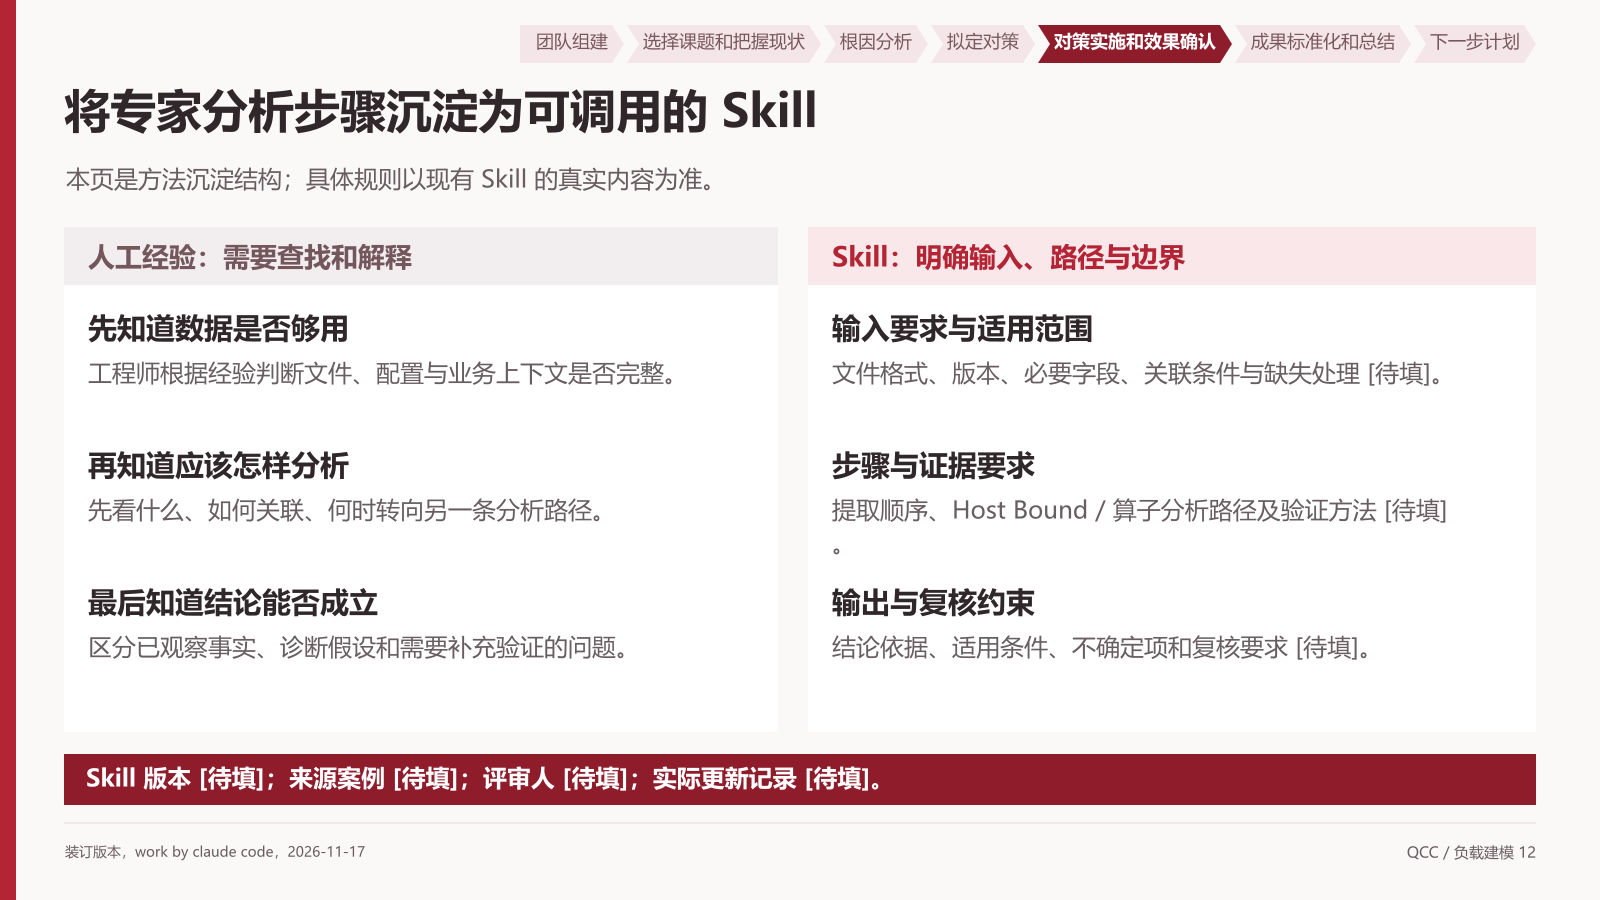 团队组建
选择课题和把握现状
根因分析
拟定对策
对策实施和效果确认
成果标准化和总结
下一步计划
将专家分析步骤沉淀为可调用的 Skill
本页是方法沉淀结构；具体规则以现有 Skill 的真实内容为准。
人工经验：需要查找和解释
先知道数据是否够用
工程师根据经验判断文件、配置与业务上下文是否完整。
再知道应该怎样分析
先看什么、如何关联、何时转向另一条分析路径。
最后知道结论能否成立
区分已观察事实、诊断假设和需要补充验证的问题。
Skill：明确输入、路径与边界
输入要求与适用范围
文件格式、版本、必要字段、关联条件与缺失处理 [待填]。
步骤与证据要求
提取顺序、Host Bound / 算子分析路径及验证方法 [待填]
。
输出与复核约束
结论依据、适用条件、不确定项和复核要求 [待填]。
Skill 版本 [待填]；来源案例 [待填]；评审人 [待填]；实际更新记录 [待填]。
装订版本，work by claude code，2026-11-17
QCC / 负载建模 12